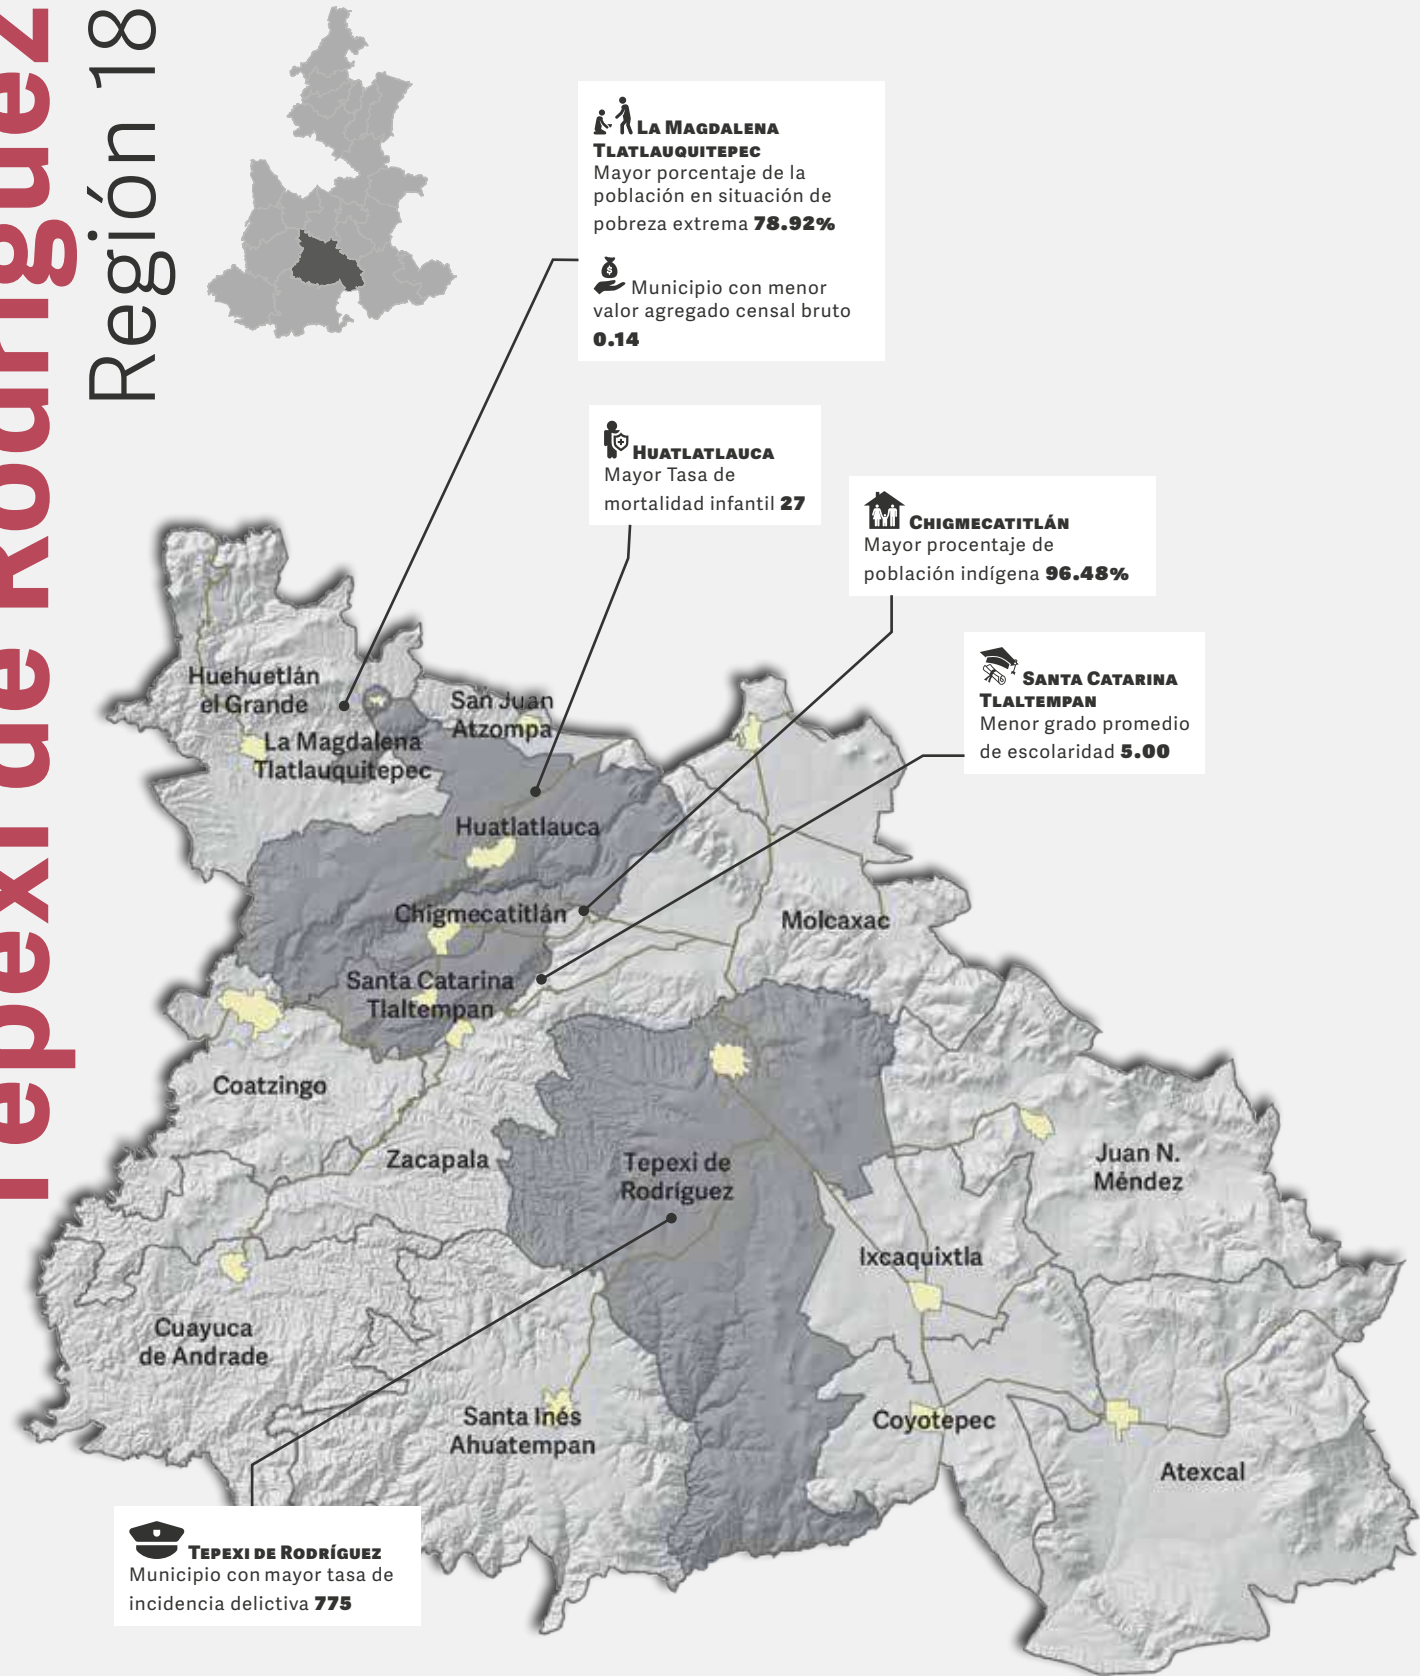 Tepexi de Rodríguez
Región 18
La Magdalena
Tlatlauquitepec
Mayor porcentaje de la
población en situación de
pobreza extrema 78.92%
Municipio con menor
valor agregado censal bruto
0.14
Huatlatlauca
Mayor Tasa de
mortalidad infantil 27
Chigmecatitlán
Mayor procentaje de
población indígena 96.48%
Santa Catarina
Tlaltempan
Menor grado promedio
de escolaridad 5.00
Huehuetlán
el Grande
San Juan
Atzompa
La Magdalena
Tlatlauquitepec
Huatlatlauca
Chigmecatitlán
Molcaxac
Santa Catarina
Tlaltempan
Coatzingo
Zacapala
Tepexi de
Rodríguez
Juan N.
Méndez
Ixcaquixtla
Cuayuca
de Andrade
Santa Inés
Ahuatempan
Coyotepec
Atexcal
Tepexi de Rodríguez
Municipio con mayor tasa de
incidencia delictiva 775